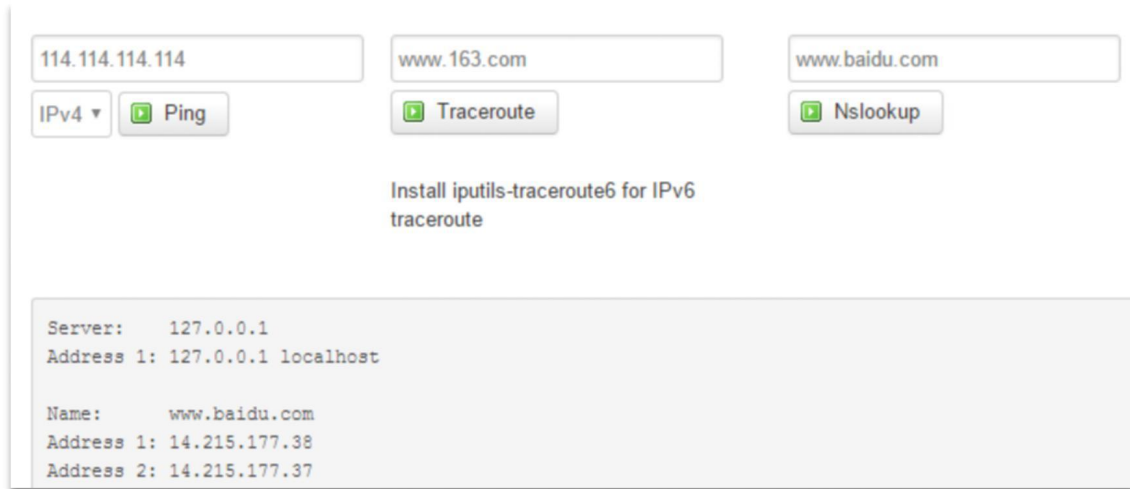 114.114.114.114
www.163.com
www.baidu.com
IPv4
Ping
Traceroute
Nslookup
Install iputils-traceroute6 for IPv6
traceroute
Server:    127.0.0.1
Address 1: 127.0.0.1 localhost
Name:      www.baidu.com
Address 1: 14.215.177.38
Address 2: 14.215.177.37